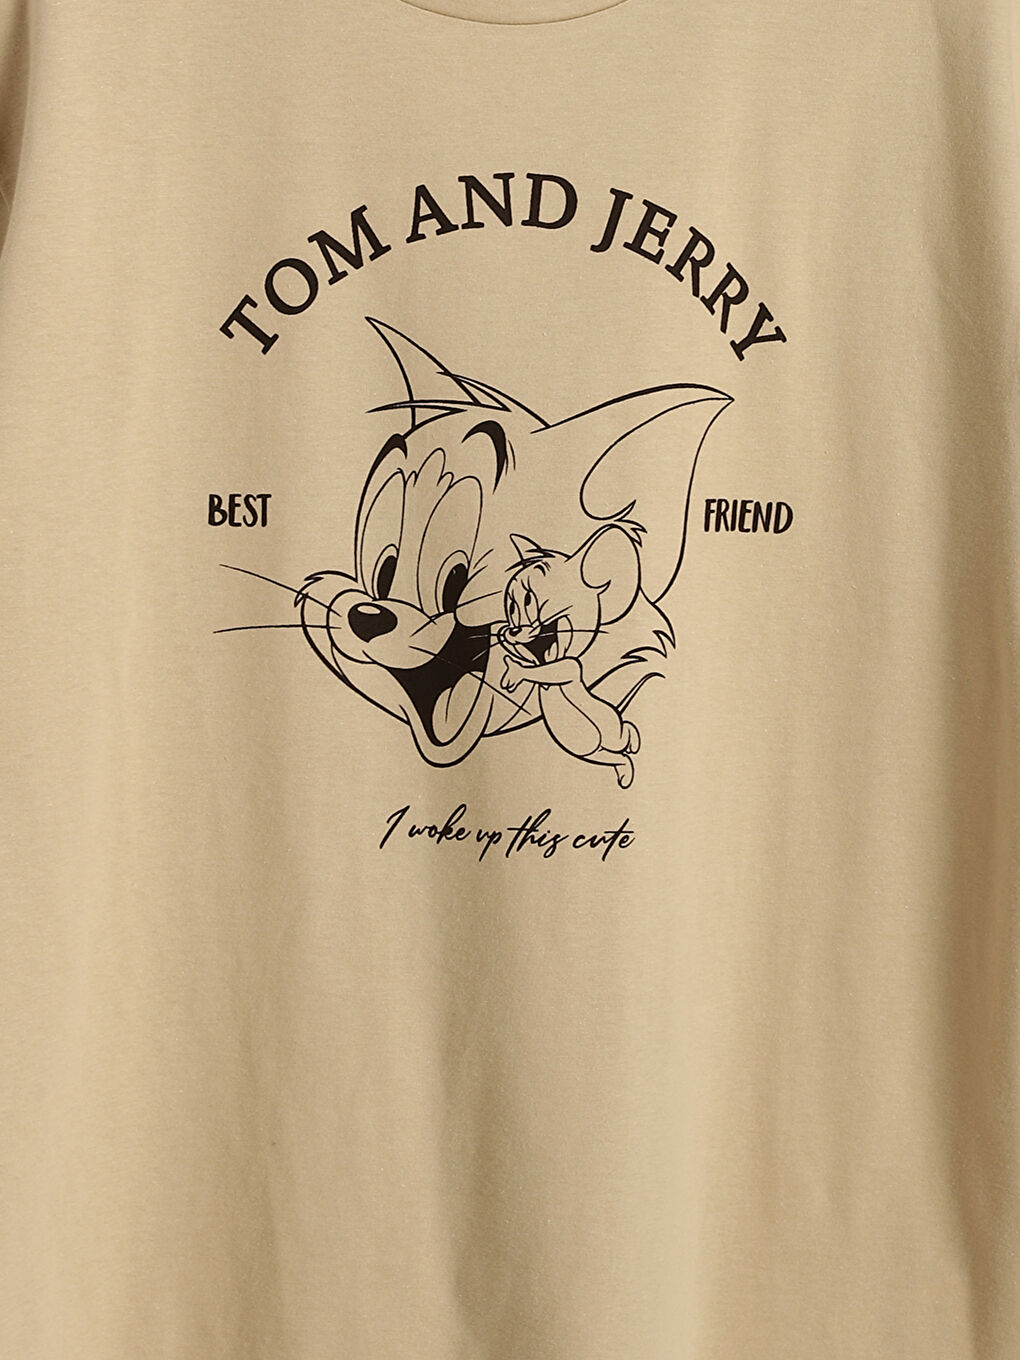 TOM AND JERRY
BEST
FRIEND
I woke up this cute